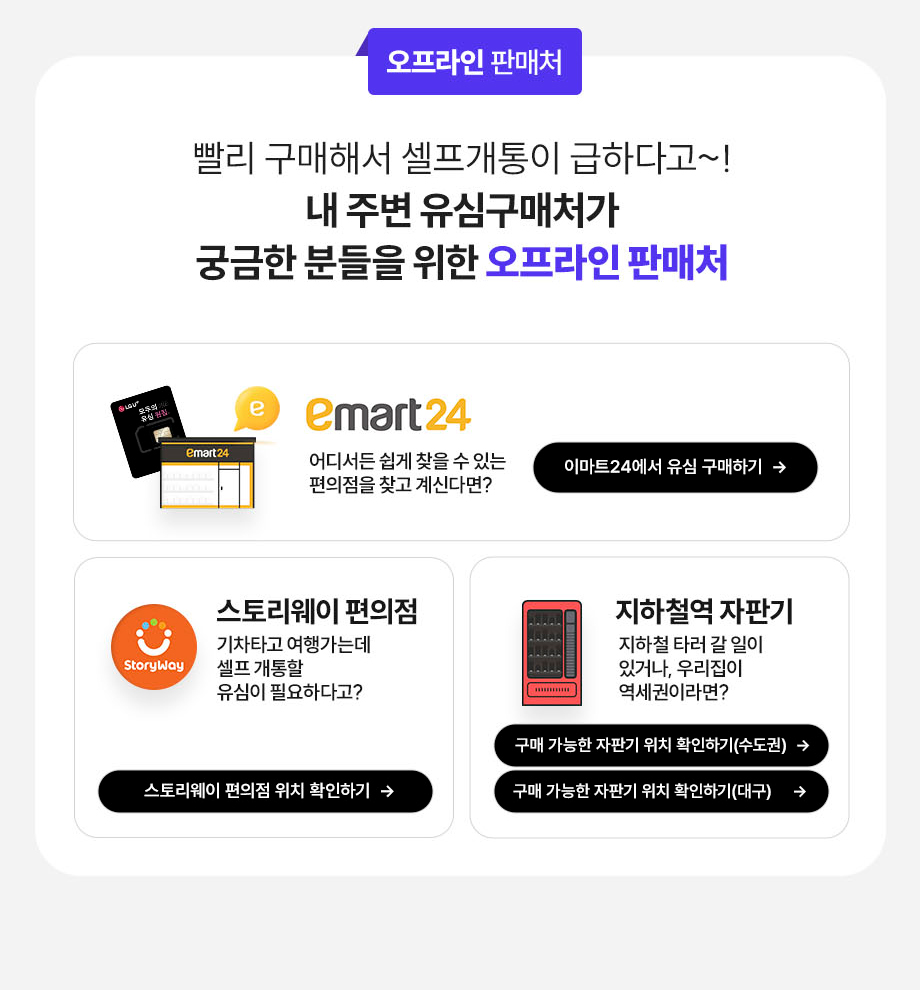 오프라인 판매처
빨리 구매해서 셀프개통이 급하다고~!
내 주변 유심구매처가
궁금한 분들을 위한 오프라인 판매처
LG U+
모두의
유심 원칩
e
emart24
emart24
어디서든 쉽게 찾을 수 있는
편의점을 찾고 계신다면?
이마트24에서 유심 구매하기 →
StoryWay
스토리웨이 편의점
기차타고 여행가는데
셀프 개통할
유심이 필요하다고?
스토리웨이 편의점 위치 확인하기 →
지하철역 자판기
지하철 타러 갈 일이
있거나, 우리집이
역세권이라면?
구매 가능한 자판기 위치 확인하기(수도권) →
구매 가능한 자판기 위치 확인하기(대구) →